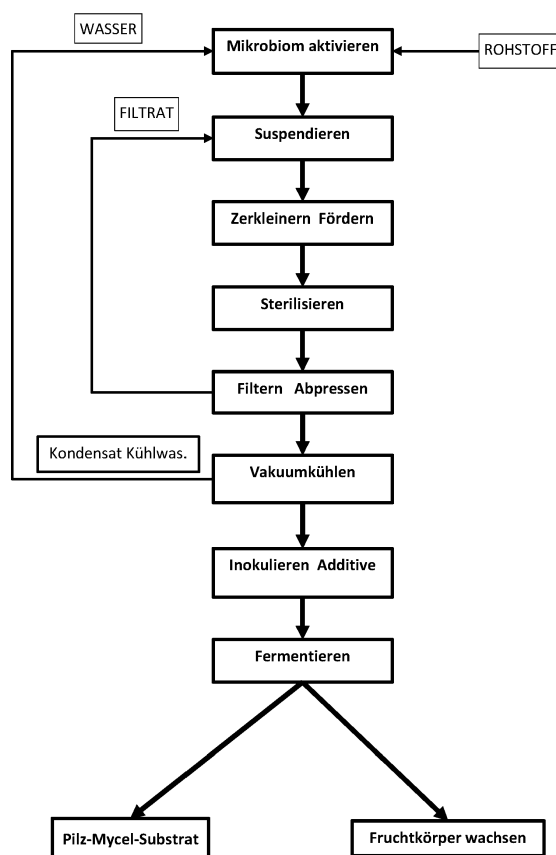 WASSER
Mikrobiom aktivieren
ROHSTOFF
FILTRAT
Suspendieren
Zerkleinern Fördern
Sterilisieren
Filtern Abpressen
Kondensat Kühlwas.
Vakuumkühlen
Inokulieren Additive
Fermentieren
Pilz-Mycel-Substrat
Fruchtkörper wachsen